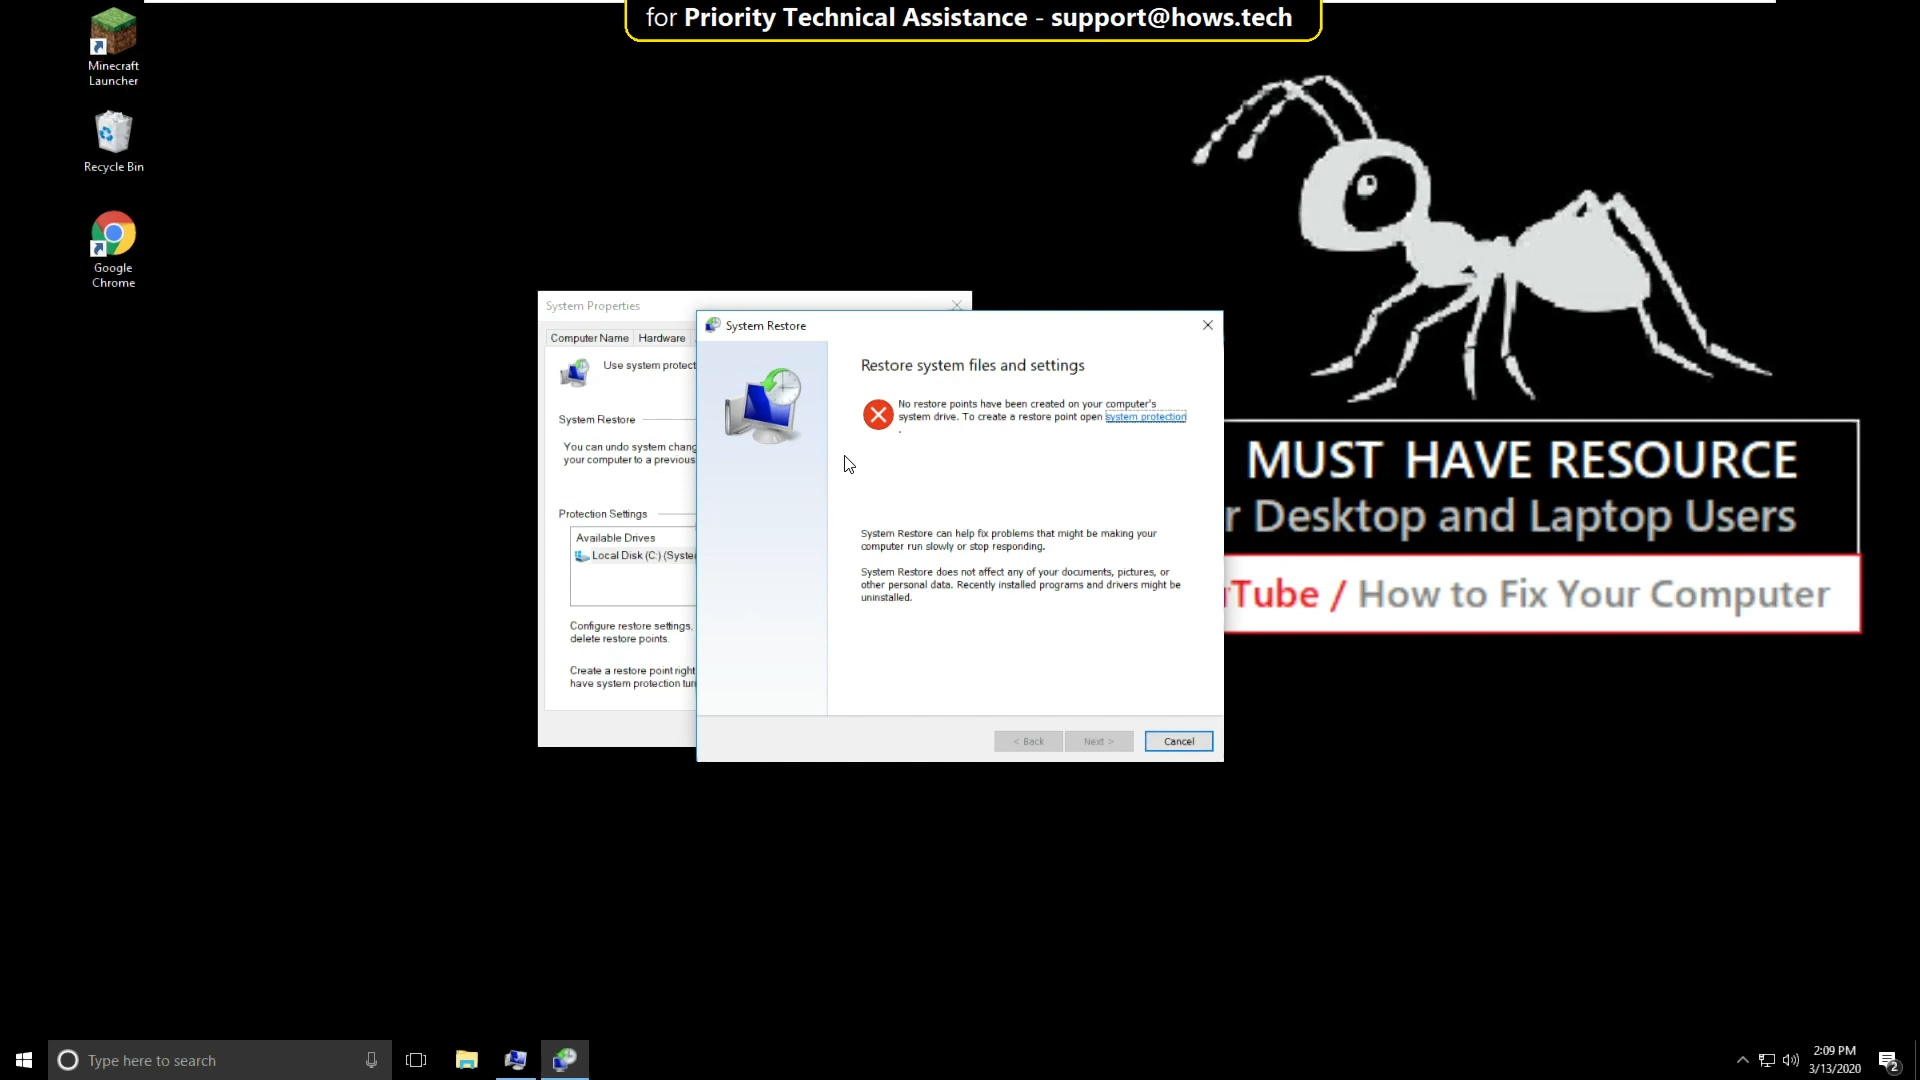 for Priority Technical Assistance - support@hows.tech
Minecraft
Launcher
Recycle Bin
Google
Chrome
System Properties
Computer Name
Hardware
Use system protect
System Restore
You can undo system chang
your computer to a previous
Protection Settings
Available Drives
Local Disk (C:) (System
Configure restore settings,
delete restore points.
Create a restore point right
have system protection turn
System Restore
Restore system files and settings
No restore points have been created on your computer's
system drive. To create a restore point open system protection
.
System Restore can help fix problems that might be making your
computer run slowly or stop responding.
System Restore does not affect any of your documents, pictures, or
other personal data. Recently installed programs and drivers might be
uninstalled.
< Back
Next >
Cancel
MUST HAVE RESOURCE
r Desktop and Laptop Users
Tube / How to Fix Your Computer
Type here to search
2:09 PM
3/13/2020
2